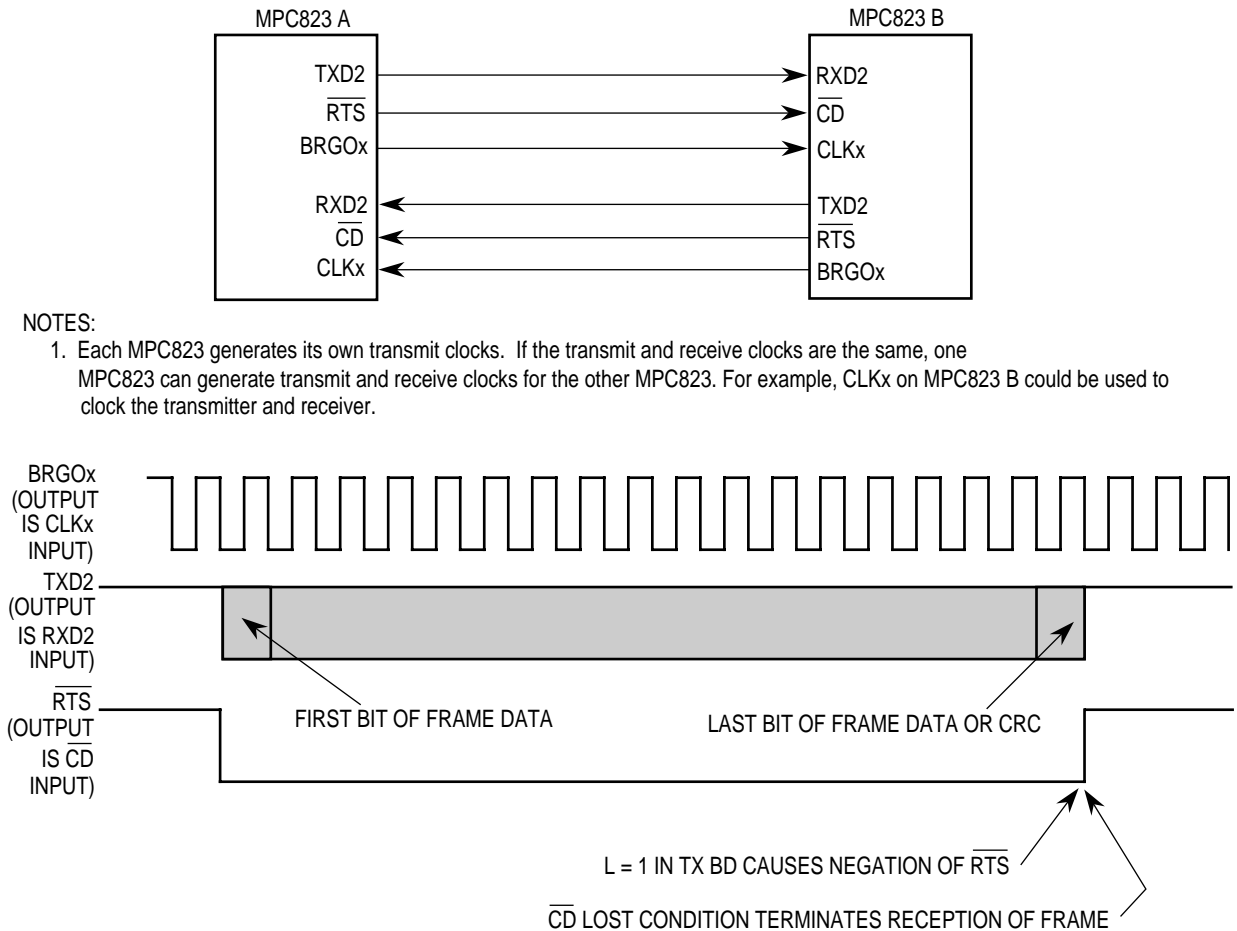 MPC823 A
MPC823 B
TXD2
RXD2
RTS
CD
BRGOx
CLKx
RXD2
TXD2
CD
RTS
CLKx
BRGOx
NOTES:
1. Each MPC823 generates its own transmit clocks. If the transmit and receive clocks are the same, one
MPC823 can generate transmit and receive clocks for the other MPC823. For example, CLKx on MPC823 B could be used to
clock the transmitter and receiver.
BRGOx
(OUTPUT
IS CLKx
INPUT)
TXD2
(OUTPUT
IS RXD2
INPUT)
FIRST BIT OF FRAME DATA
LAST BIT OF FRAME DATA OR CRC
RTS
(OUTPUT
IS CD
INPUT)
L = 1 IN TX BD CAUSES NEGATION OF RTS
CD LOST CONDITION TERMINATES RECEPTION OF FRAME